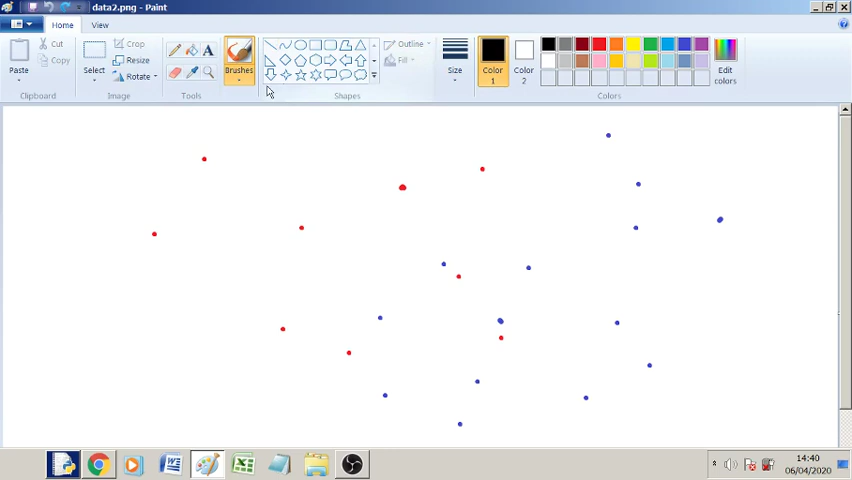 data2.png - Paint
Home View
Paste
Cut
Copy
Clipboard
Select
Crop
Resize
Rotate
Image
A
Tools
Brushes
Outline
Fill
Shapes
Size
Color
1
Color
2
Edit
colors
Colors
14:40
06/04/2020